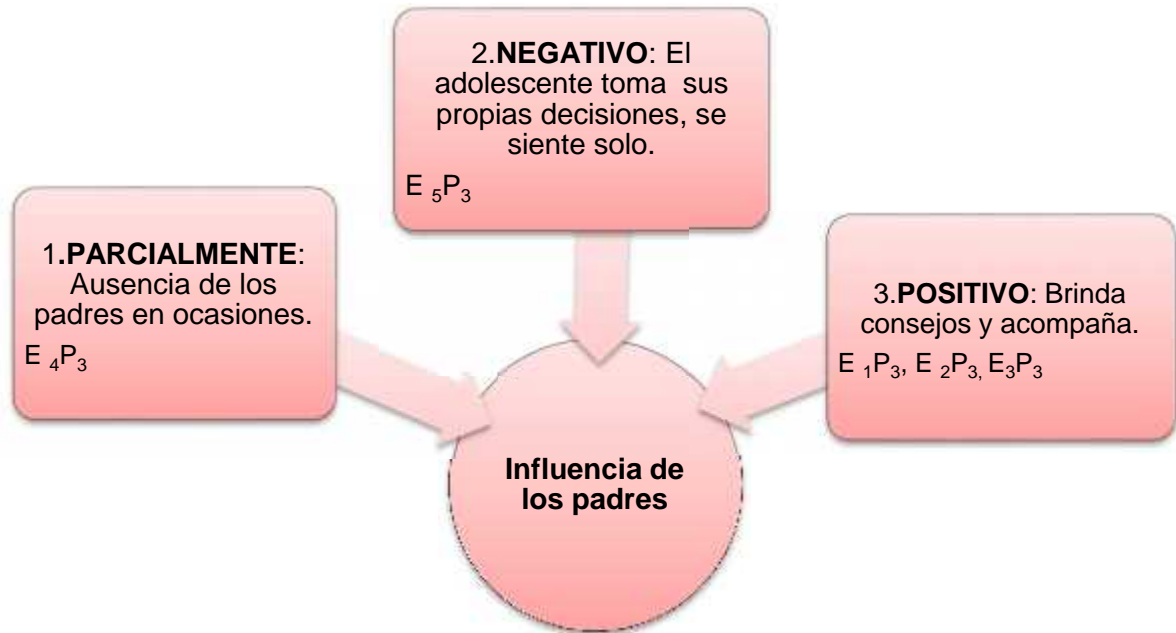 1.PARCIALMENTE:
Ausencia de los
padres en ocasiones.
E ₄P₃
2.NEGATIVO: El
adolescente toma  sus
propias decisiones, se
siente solo.
E ₅P₃
3.POSITIVO: Brinda
consejos y acompaña.
E ₁P₃, E ₂P₃, E₃P₃
Influencia de
los padres